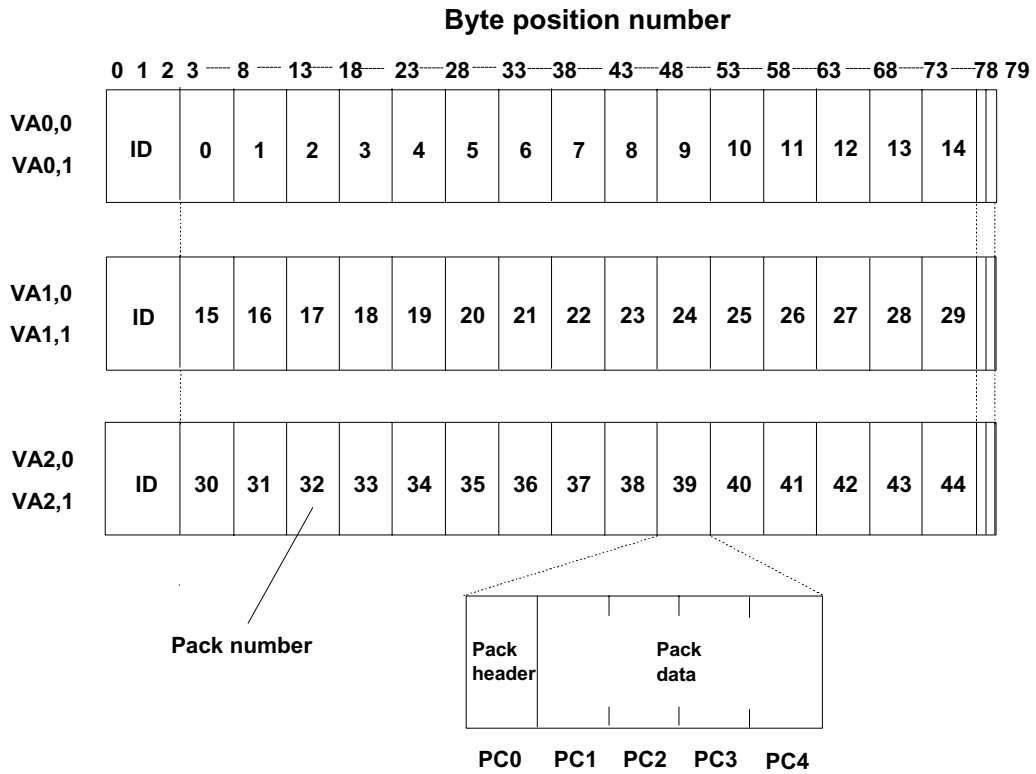 Byte position number
0 1 2 3 8 13 18 23 28 33 38 43 48 53 58 63 68 73 78 79
VA0,0
VA0,1
ID 0 1 2 3 4 5 6 7 8 9 10 11 12 13 14
VA1,0
VA1,1
ID 15 16 17 18 19 20 21 22 23 24 25 26 27 28 29
VA2,0
VA2,1
ID 30 31 32 33 34 35 36 37 38 39 40 41 42 43 44
Pack number
Pack
header
Pack
data
PC0 PC1 PC2 PC3 PC4